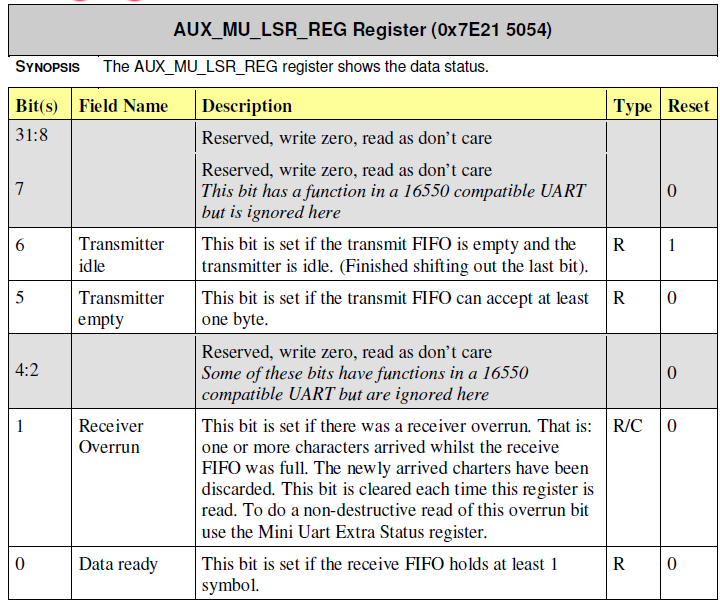 AUX_MU_LSR_REG Register (0x7E21 5054)
SYNOPSIS The AUX_MU_LSR_REG register shows the data status.
Bit(s) Field Name Description Type Reset
31:8 Reserved, write zero, read as don’t care
Reserved, write zero, read as don’t care
7 This bit has a function in a 16550 compatible UART 0
but is ignored here
6 Transmitter This bit is set if the transmit FIFO is empty and the R 1
idle transmitter is idle. (Finished shifting out the last bit).
5 Transmitter This bit is set if the transmit FIFO can accept at least R 0
empty one byte.
Reserved, write zero, read as don’t care
4:2 Some of these bits have functions in a 16550 0
compatible UART but are ignored here
1 Receiver This bit is set if there was a receiver overrun. That is: R/C 0
Overrun one or more characters arrived whilst the receive
FIFO was full. The newly arrived charters have been
discarded. This bit is cleared each time this register is
read. To do a non-destructive read of this overrun bit
use the Mini Uart Extra Status register.
0 Data ready This bit is set if the receive FIFO holds at least 1 R 0
symbol.